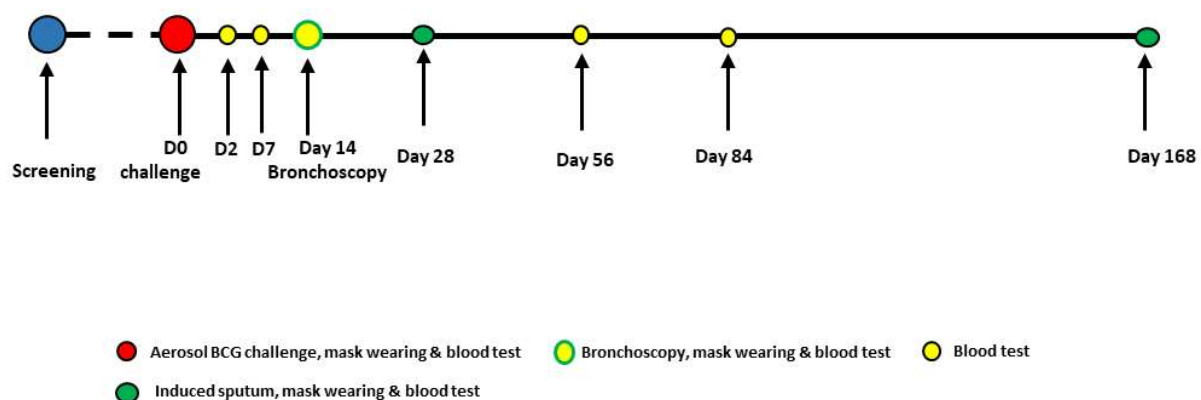 Screening
D0
challenge
D2
D7
Day 14
Bronchoscopy
Day 28
Day 56
Day 84
Day 168
Aerosol BCG challenge, mask wearing & blood test
Bronchoscopy, mask wearing & blood test
Blood test
Induced sputum, mask wearing & blood test